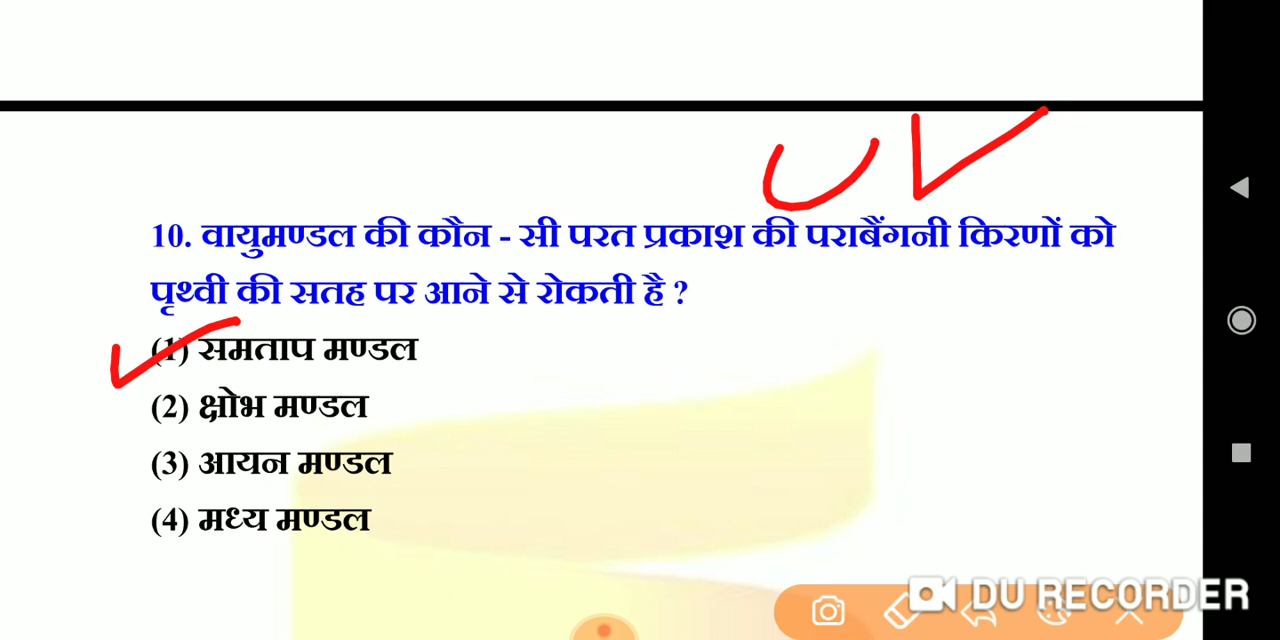 UV
10. वायुमण्डल की कौन - सी परत प्रकाश की पराबैंगनी किरणों को
पृथ्वी की सतह पर आने से रोकती है ?
(1) समताप मण्डल
(2) क्षोभ मण्डल
(3) आयन मण्डल
(4) मध्य मण्डल
DU RECORDER